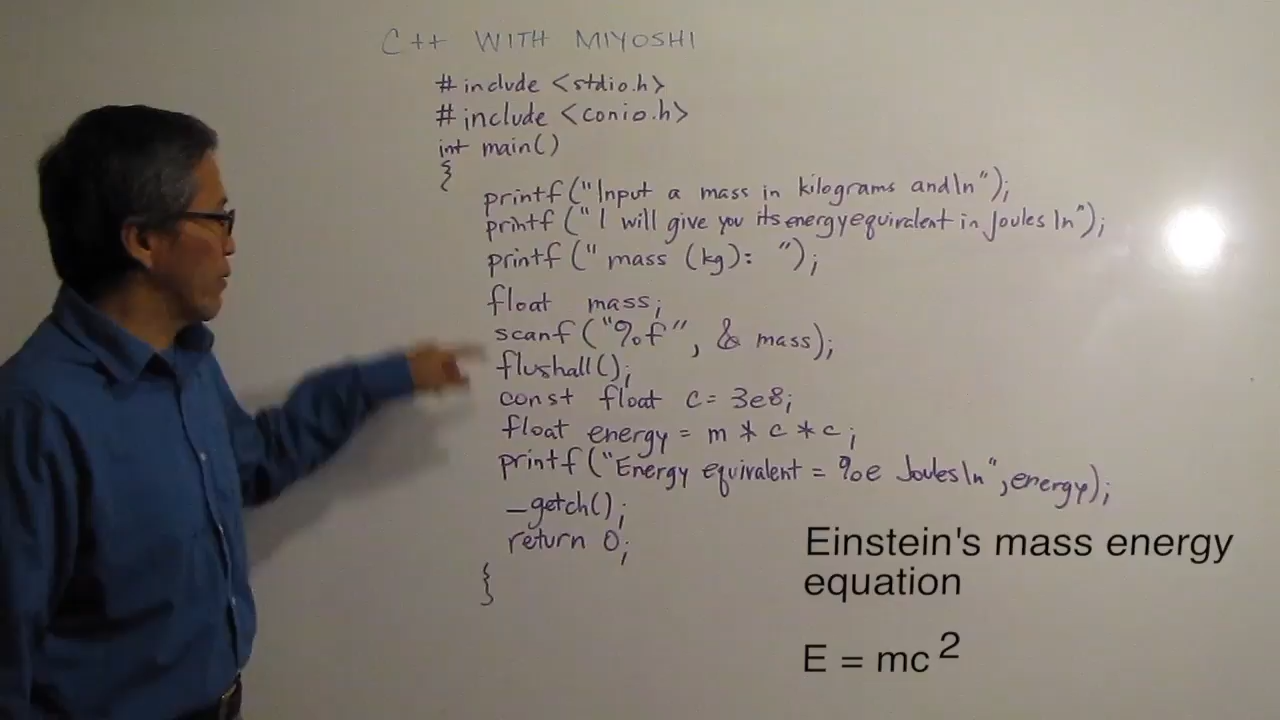 C++ WITH MIYOSHI
#include <stdio.h>
#include <conio.h>
int main()
{
printf("Input a mass in kilograms and\n");
printf("I will give you its energy equivalent in Joules \n");
printf("mass (kg): ");
float mass;
scanf("%f", & mass);
flushall();
const float c= 3e8;
float energy = m * c * c;
printf("Energy equivalent = %e Joules\n", energy);
_getch();
return 0;
}
Einstein's mass energy
equation
E = mc²